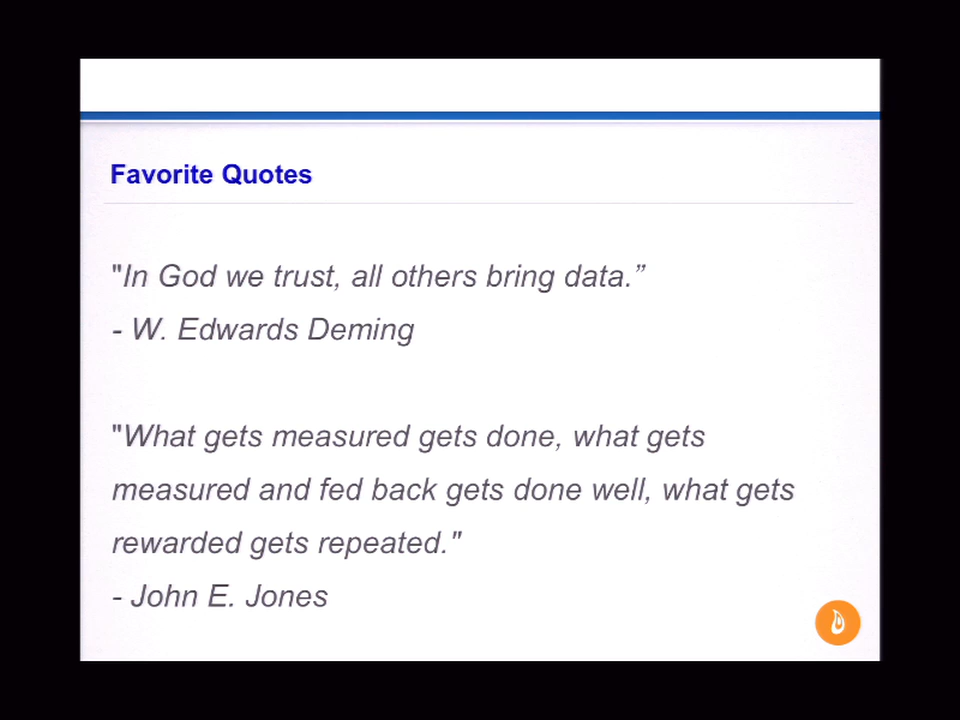 Favorite Quotes
"In God we trust, all others bring data.”
- W. Edwards Deming
"What gets measured gets done, what gets
measured and fed back gets done well, what gets
rewarded gets repeated."
- John E. Jones